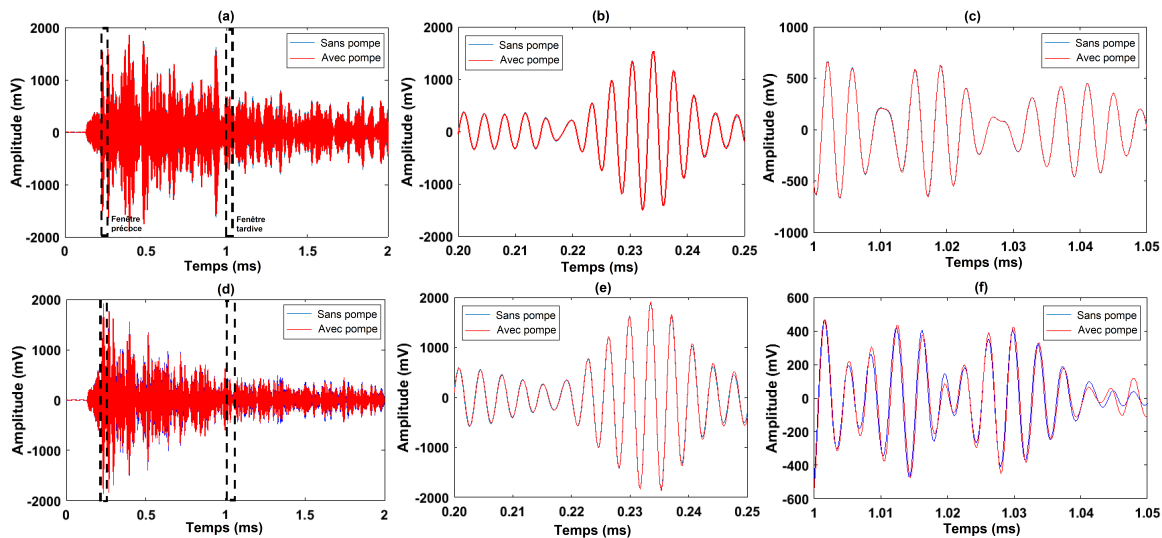 (a)
2000
1000
0
-1000
-2000
0
0.5
1
1.5
2
Amplitude (mV)
Temps (ms)
Sans pompe
Avec pompe
Fenêtre
précoce
Fenêtre
tardive
(b)
2000
1000
0
-1000
-2000
0.20
0.21
0.22
0.23
0.24
0.25
Amplitude (mV)
Temps (ms)
Sans pompe
Avec pompe
(c)
1000
500
0
-500
-1000
1
1.01
1.02
1.03
1.04
1.05
Amplitude (mV)
Temps (ms)
Sans pompe
Avec pompe
(d)
2000
1000
0
-1000
-2000
0
0.5
1
1.5
2
Amplitude (mV)
Temps (ms)
Sans pompe
Avec pompe
(e)
2000
1000
0
-1000
-2000
0.20
0.21
0.22
0.23
0.24
0.25
Amplitude (mV)
Temps (ms)
Sans pompe
Avec pompe
(f)
600
400
200
0
-200
-400
-600
1
1.01
1.02
1.03
1.04
1.05
Amplitude (mV)
Temps (ms)
Sans pompe
Avec pompe